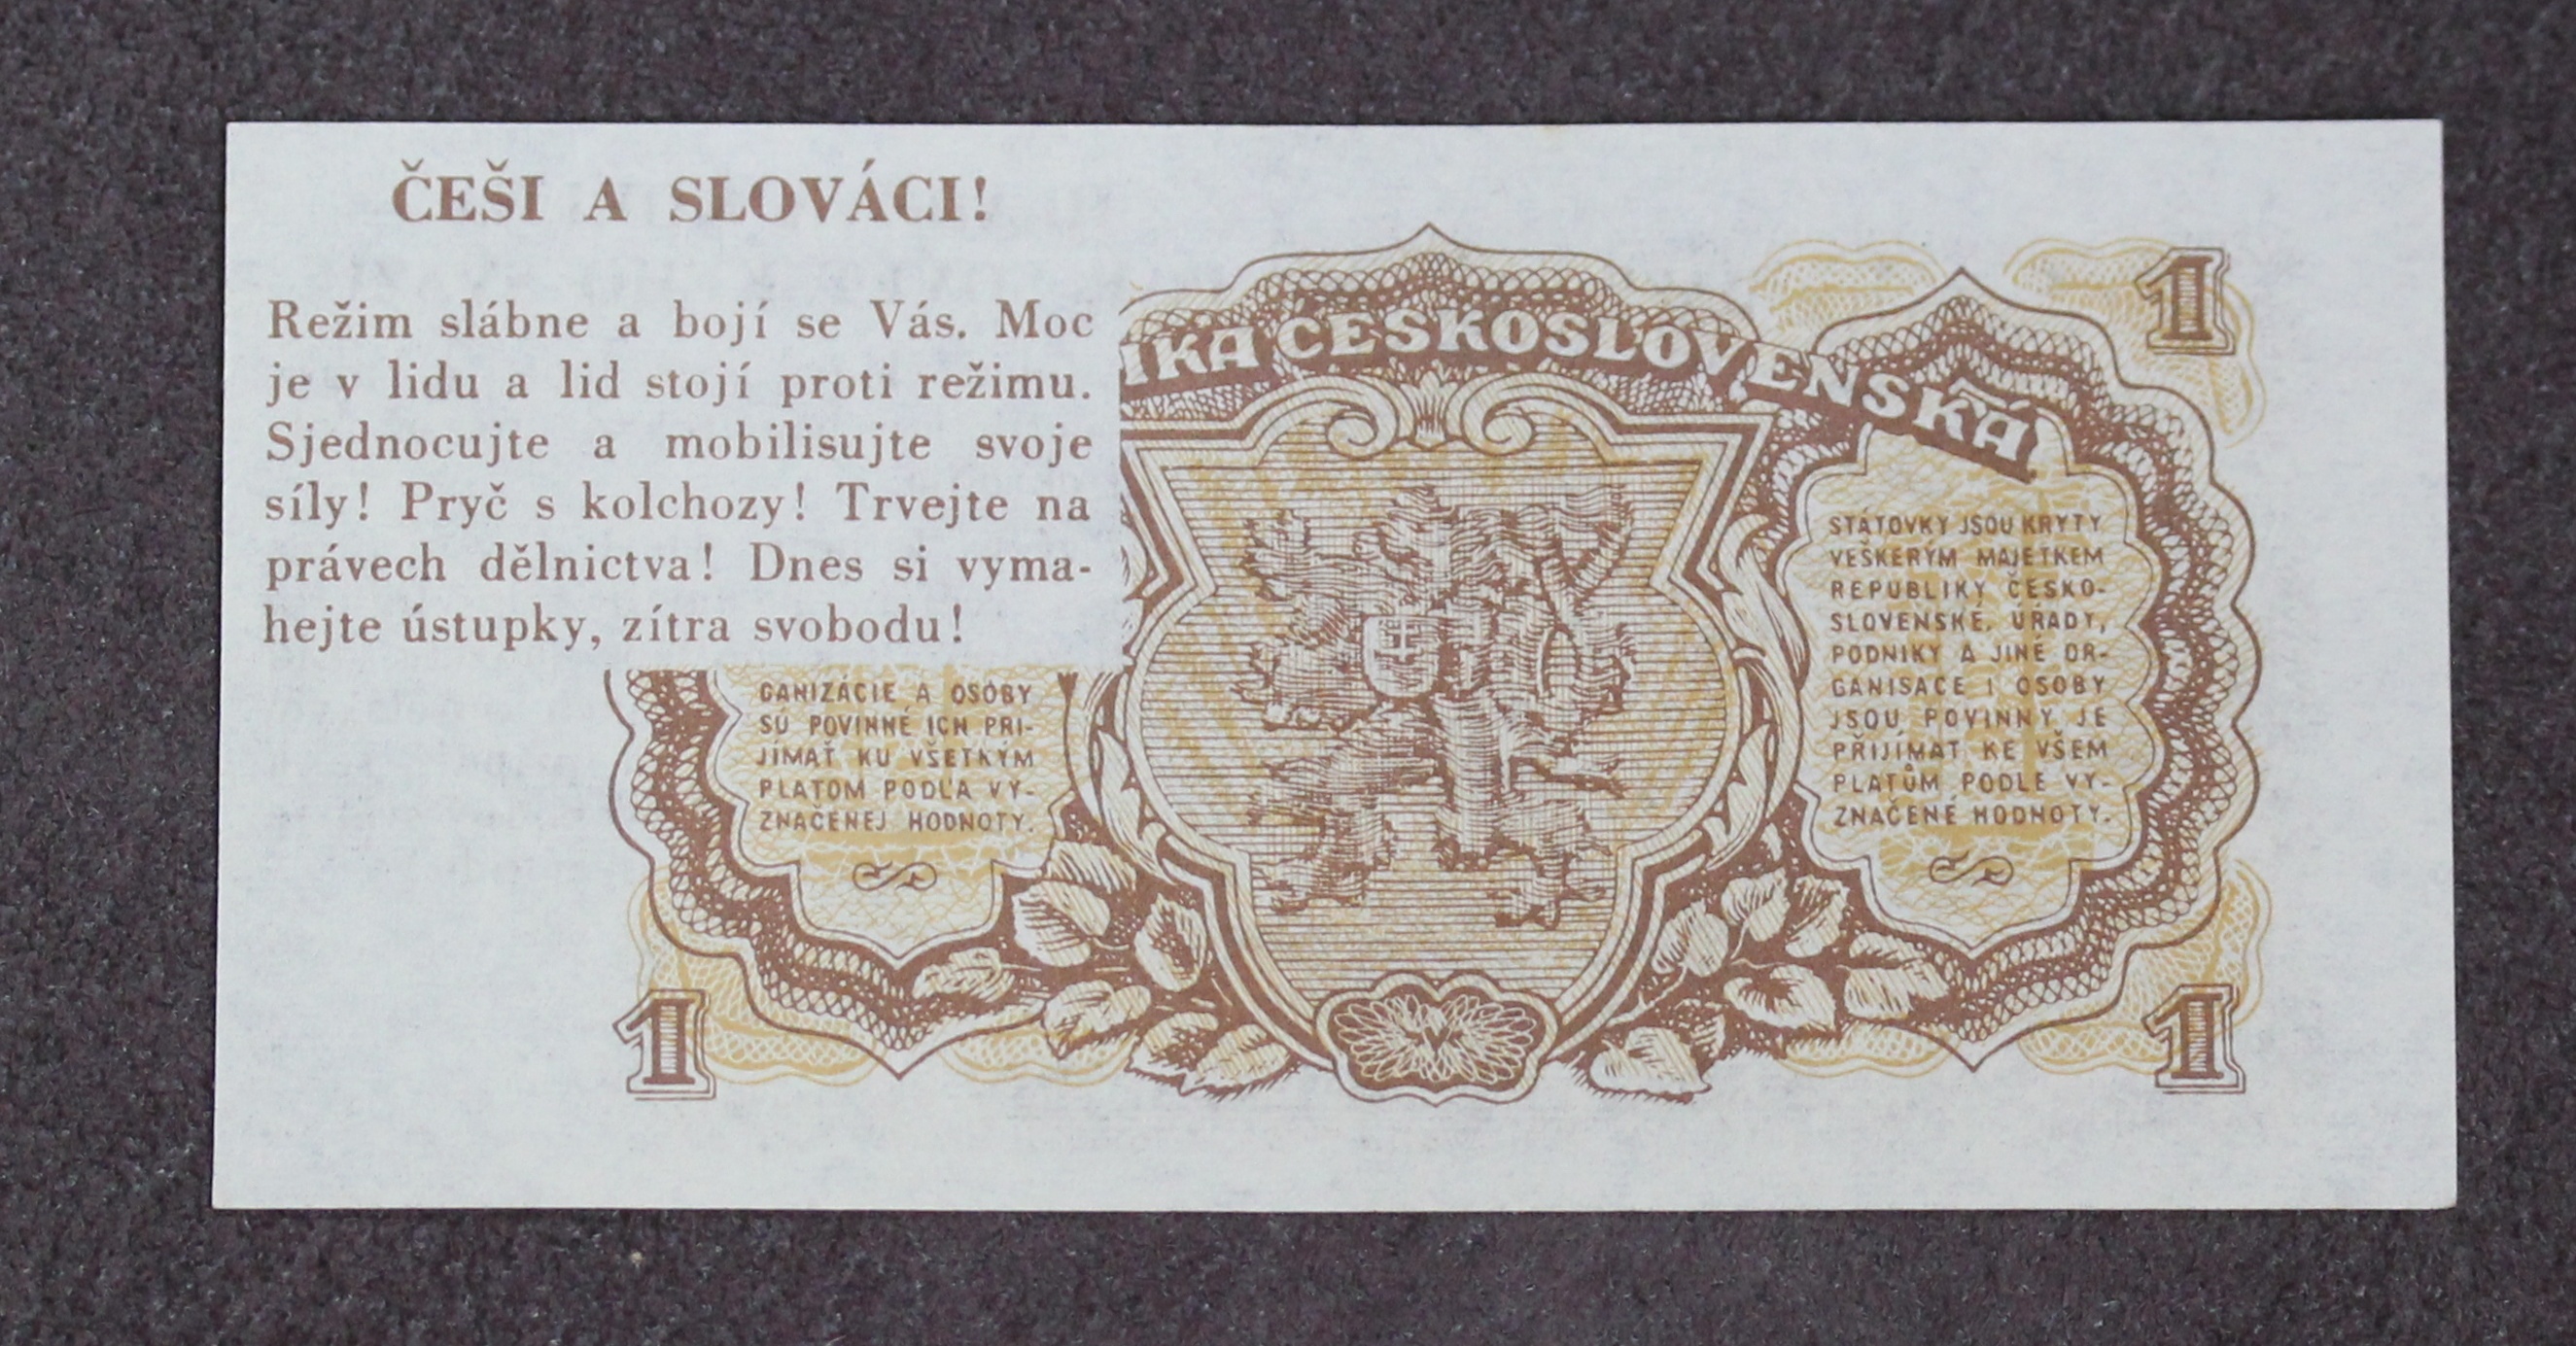 ČEŠI A SLOVÁCI!
Režim slábne a bojí se Vás. Moc
je v lidu a lid stojí proti režimu.
Sjednocujte a mobilisujte svoje
síly! Pryč s kolchozy! Trvejte na
právech dělnictva! Dnes si vyma-
hejte ústupky, zítra svobodu!
IKA ČESKOSLOVENSKÁ
1
GANIZÁCIE A OSOBY
SÚ POVINNÉ ICH PRI-
JÍMAŤ KU VŠETKÝM
PLATOM PODĽA VY-
ZNAČENEJ HODNOTY.
STÁTOVKY JSOU KRYTY
VEŠKERÝM MAJETKEM
REPUBLIKY ČESKO-
SLOVENSKÉ. ÚŘADY,
PODNIKY A JINÉ OR-
GANISACE I OSOBY
JSOU POVINNY JE
PŘIJÍMAT KE VŠEM
PLATŮM PODLE VY-
ZNAČENÉ HODNOTY.
1
1